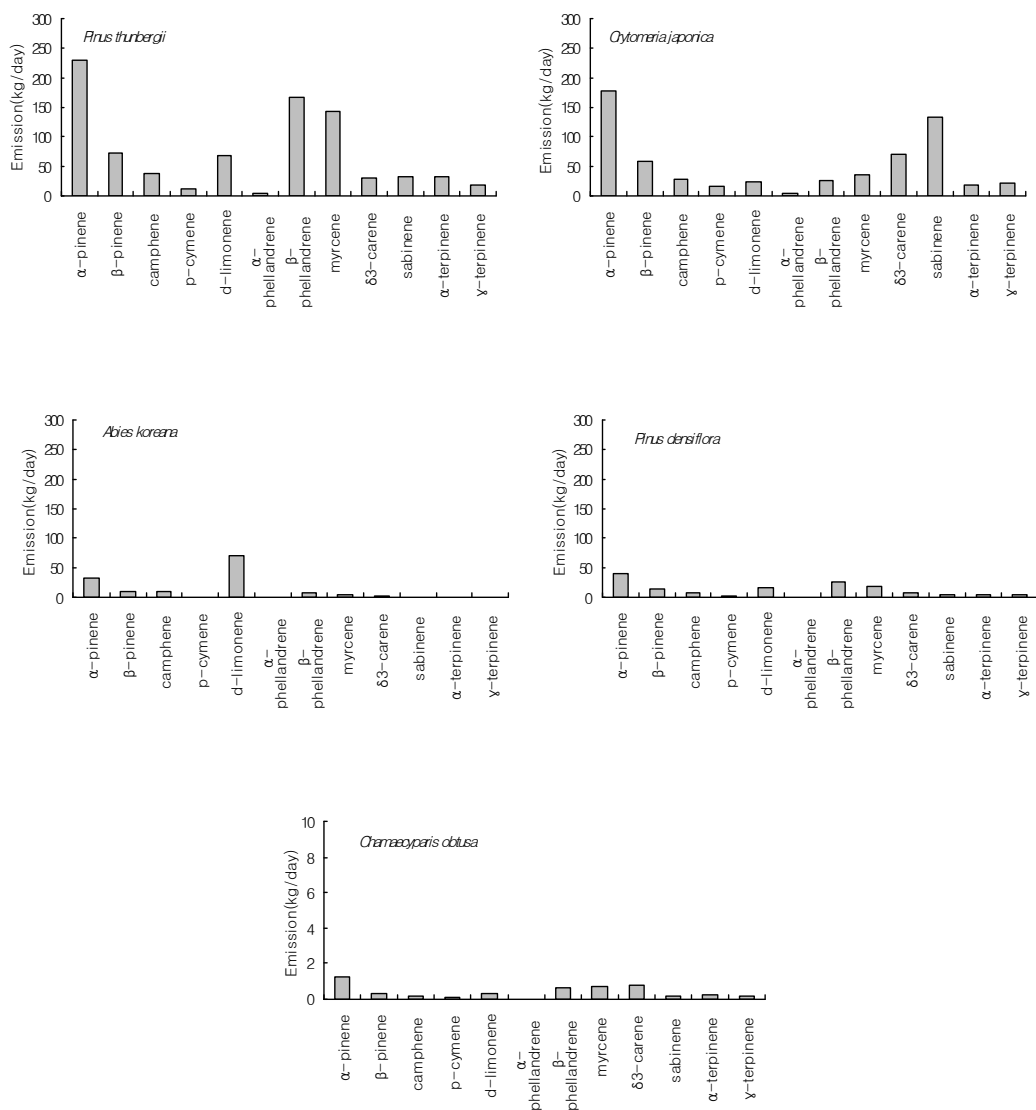 Pinus thunbergii
Emission(kg/day)
300
250
200
150
100
50
0
α-pinene
β-pinene
camphene
p-cymene
d-limonene
α-
phellandrene
β-
phellandrene
myrcene
δ3-carene
sabinene
α-terpinene
γ-terpinene
Crytomeria japonica
Emission(kg/day)
300
250
200
150
100
50
0
α-pinene
β-pinene
camphene
p-cymene
d-limonene
α-
phellandrene
β-
phellandrene
myrcene
δ3-carene
sabinene
α-terpinene
γ-terpinene
Abies koreana
Emission(kg/day)
300
250
200
150
100
50
0
α-pinene
β-pinene
camphene
p-cymene
d-limonene
α-
phellandrene
β-
phellandrene
myrcene
δ3-carene
sabinene
α-terpinene
γ-terpinene
Pinus densiflora
Emission(kg/day)
300
250
200
150
100
50
0
α-pinene
β-pinene
camphene
p-cymene
d-limonene
α-
phellandrene
β-
phellandrene
myrcene
δ3-carene
sabinene
α-terpinene
γ-terpinene
Chamaecyparis obtusa
Emission(kg/day)
10
8
6
4
2
0
α-pinene
β-pinene
camphene
p-cymene
d-limonene
α-
phellandrene
β-
phellandrene
myrcene
δ3-carene
sabinene
α-terpinene
γ-terpinene